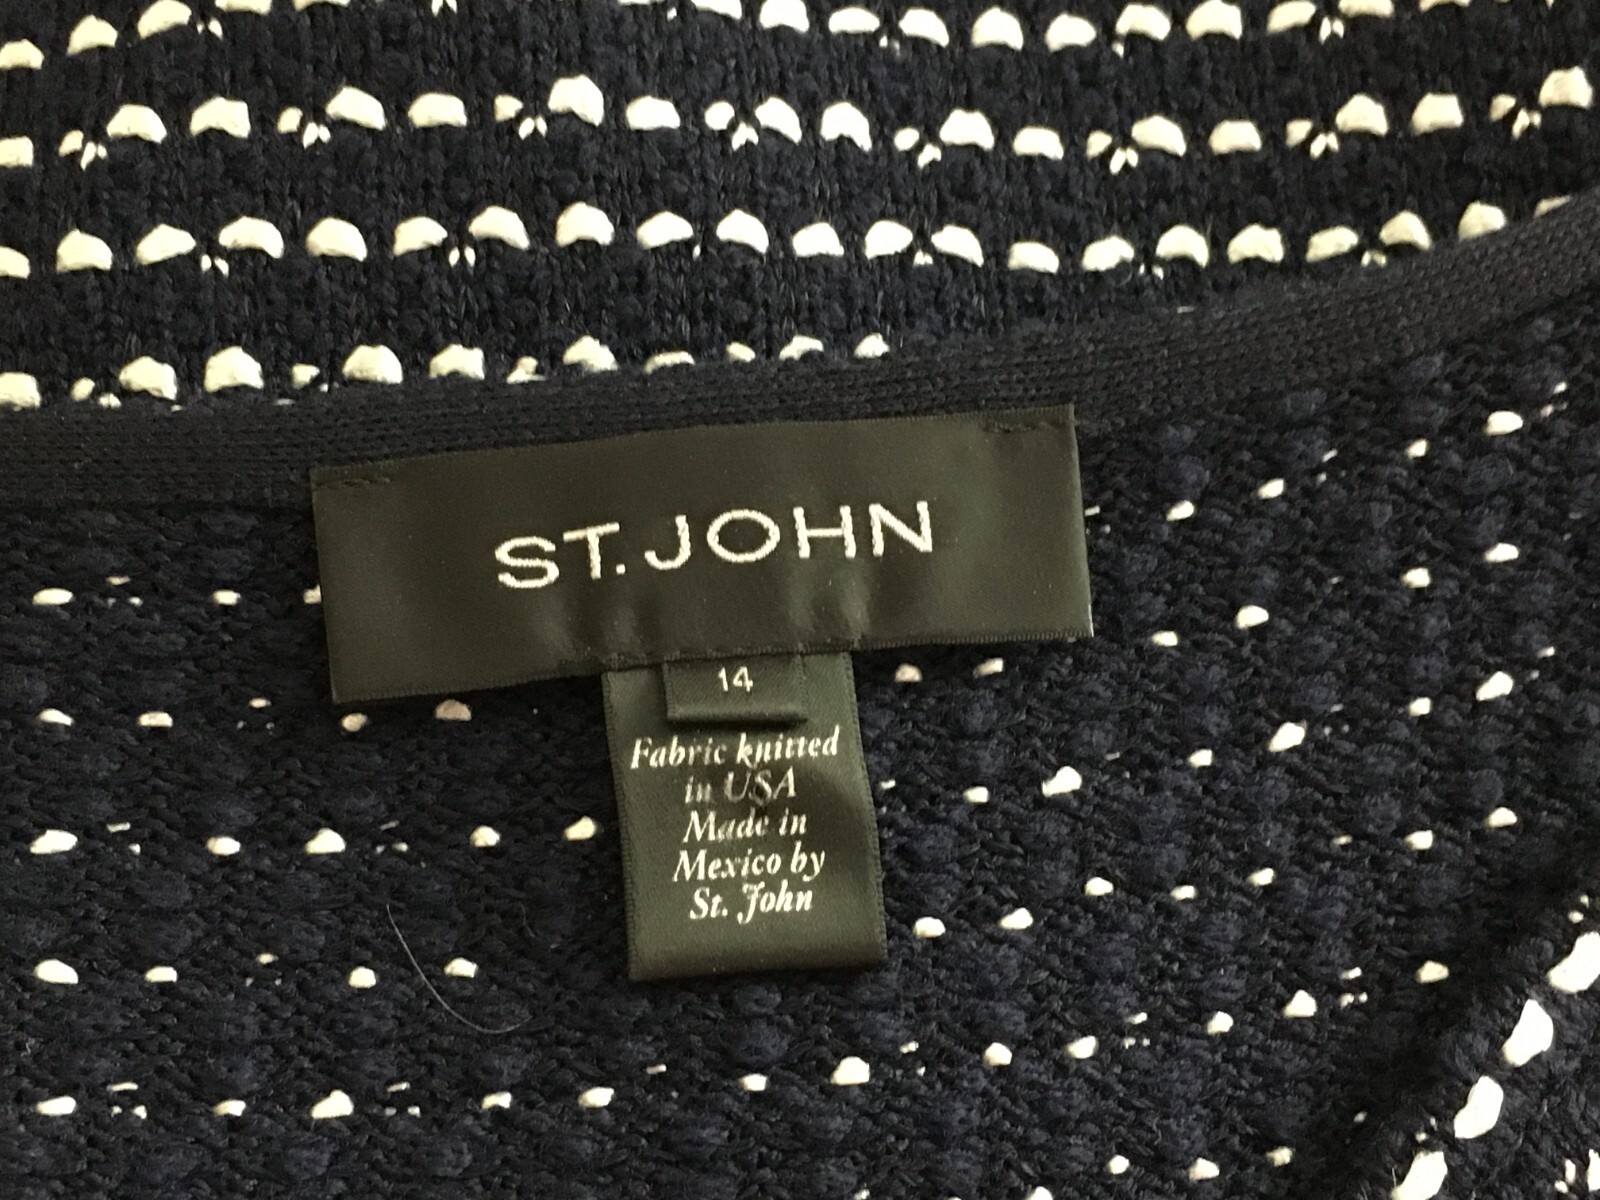 ST. JOHN
14
Fabric knitted
in USA
Made in
Mexico by
St. John